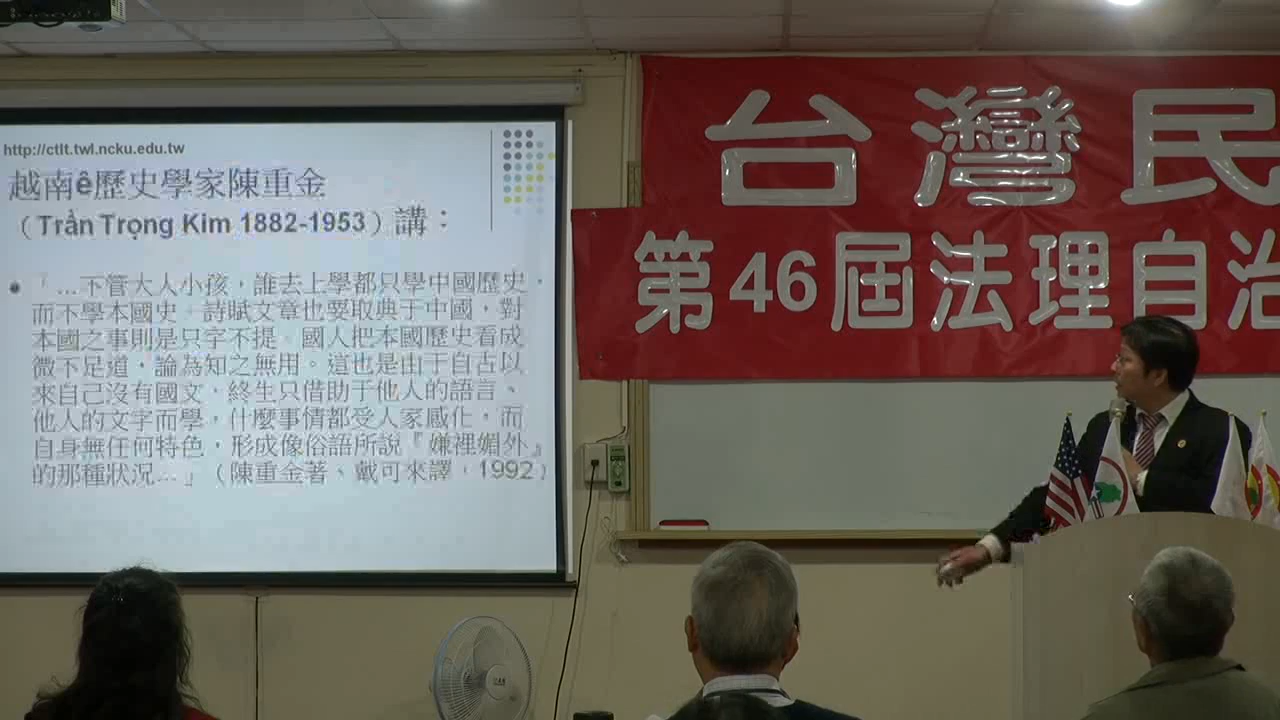 http://ctlt.twl.ncku.edu.tw
越南ê歷史學家陳重金
（Trần Trọng Kim 1882-1953）講：
「…不管大人小孩，誰去上學都只學中國歷史，
而不學本國史。詩賦文章也要取典于中國，對
本國之事則是只字不提。國人把本國歷史看成
微不足道，論為知之無用。這也是由于自古以
來自己沒有國文，終生只借助于他人的語言、
他人的文字而學，什麼事情都受人家感化，而
自身無任何特色，形成像俗語所說『嫌裡媚外』
的那種狀況…」（陳重金著、戴可來譯，1992）
台灣民
第46屆法理自治